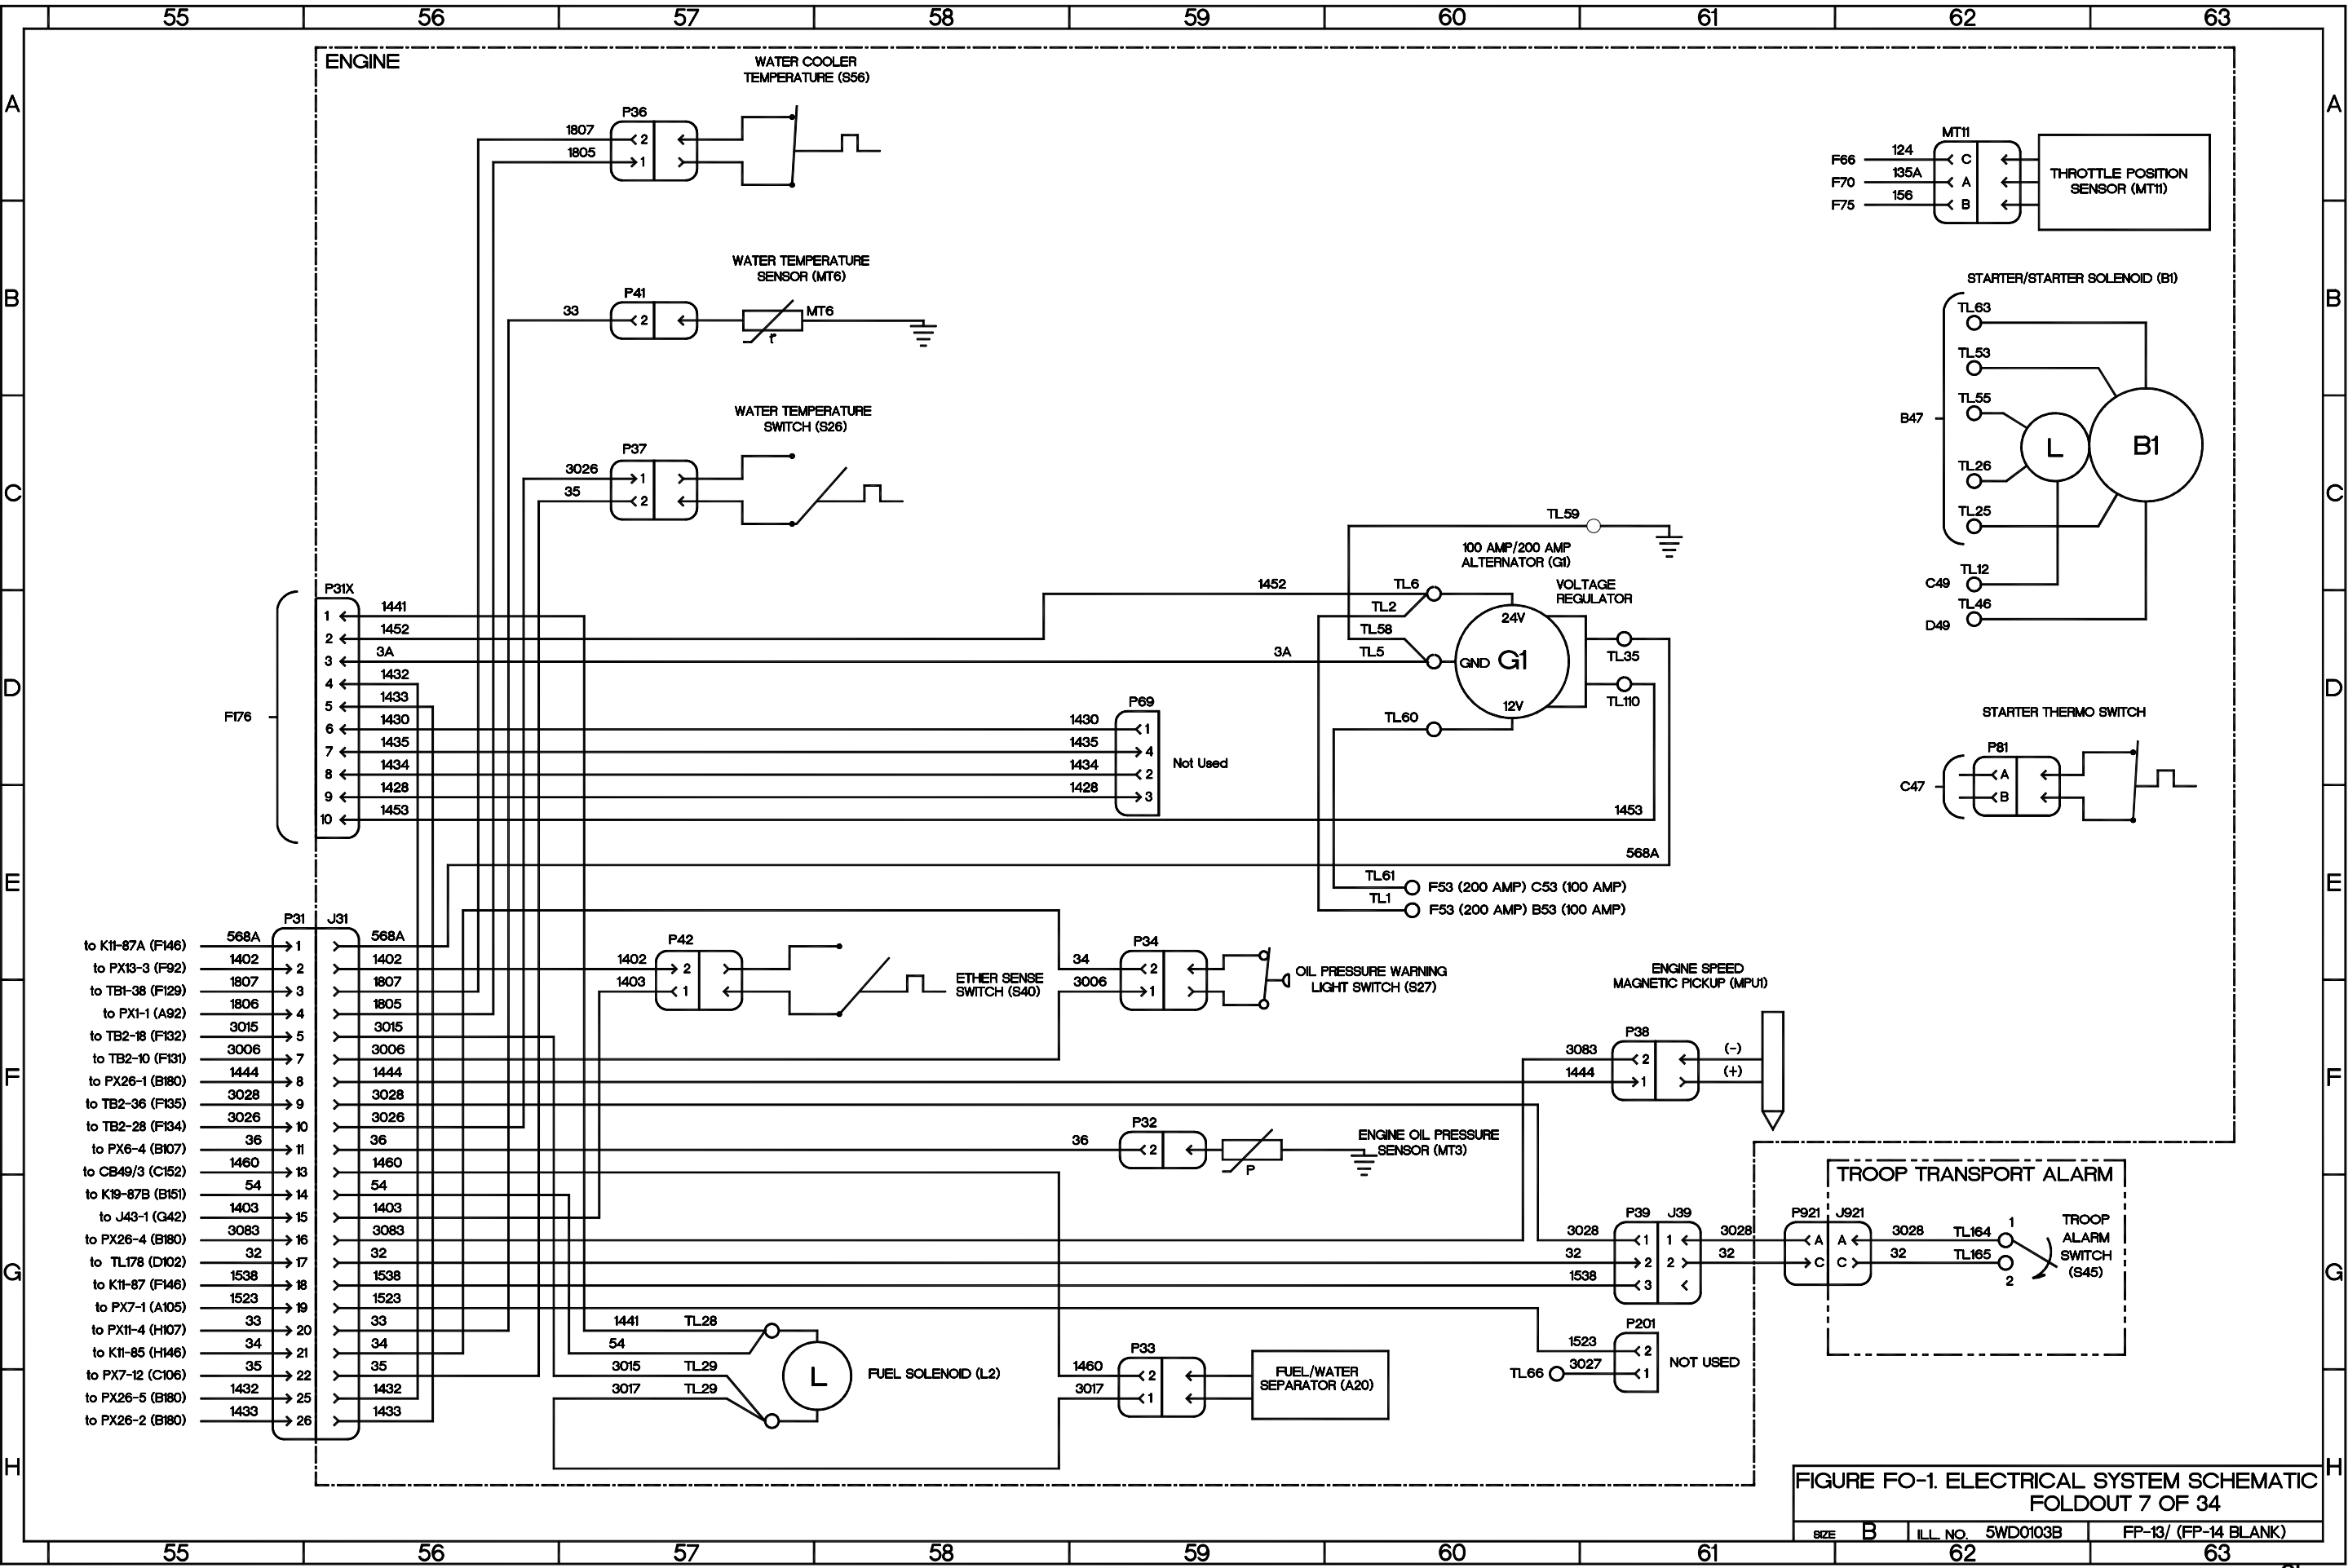 55 56 57 58 59 60 61 62 63
A
B
C
D
E
F
G
H
ENGINE
WATER COOLER
TEMPERATURE (S56)
P36
1807 2
1805 1
WATER TEMPERATURE
SENSOR (MT6)
P41
33 2 MT6
t°
WATER TEMPERATURE
SWITCH (S26)
P37
3026 1
35 2
MT11
F66 124 C
F70 135A A
F75 156 B
THROTTLE POSITION
SENSOR (MT11)
STARTER/STARTER SOLENOID (B1)
TL63
TL53
TL55
B47
L B1
TL26
TL25
C49 TL12
D49 TL46
TL59
100 AMP/200 AMP
ALTERNATOR (G1)
VOLTAGE
REGULATOR
1452 TL6
TL2
TL58
3A TL5
TL60
24V
GND G1
12V
TL35
TL110
1453
568A
TL61 F53 (200 AMP) C53 (100 AMP)
TL1 F53 (200 AMP) B53 (100 AMP)
F176
P31X
1 1441
2 1452
3 3A
4 1432
5 1433
6 1430
7 1435
8 1434
9 1428
10 1453
P69
1430 1
1435 4
1434 2
1428 3
Not Used
STARTER THERMO SWITCH
P81
C47
A
B
P31 J31
to K11-87A (F146) 568A 1 568A
to PX13-3 (F92) 1402 2 1402
to TB1-38 (F129) 1807 3 1807
to PX1-1 (A92) 1806 4 1805
to TB2-18 (F132) 3015 5 3015
to TB2-10 (F131) 3006 7 3006
to PX26-1 (B180) 1444 8 1444
to TB2-36 (F135) 3028 9 3028
to TB2-28 (F134) 3026 10 3026
to PX6-4 (B107) 36 11 36
to CB49/3 (C152) 1460 13 1460
to K19-87B (B151) 54 14 54
to J43-1 (G42) 1403 15 1403
to PX26-4 (B180) 3083 16 3083
to TL178 (D102) 32 17 32
to K11-87 (F146) 1538 18 1538
to PX7-1 (A105) 1523 19 1523
to PX11-4 (H107) 33 20 33
to K11-85 (H146) 34 21 34
to PX7-12 (C106) 35 22 35
to PX26-5 (B180) 1432 25 1432
to PX26-2 (B180) 1433 26 1433
P42
1402 2
1403 1
ETHER SENSE
SWITCH (S40)
P34
34 2
3006 1
OIL PRESSURE WARNING
LIGHT SWITCH (S27)
ENGINE SPEED
MAGNETIC PICKUP (MPU1)
P38
3083 2 (-)
1444 1 (+)
P32
36 2
P
ENGINE OIL PRESSURE
SENSOR (MT3)
TROOP TRANSPORT ALARM
P39 J39
3028 1 1 3028
32 2 2 32
1538 3
P921 J921
A A 3028 TL164 1
C C 32 TL165 2
TROOP
ALARM
SWITCH
(S45)
P201
1523 2
TL66 3027 1
NOT USED
1441 TL28
54
3015 TL29
3017 TL29
L
FUEL SOLENOID (L2)
P33
1460 2
3017 1
FUEL/WATER
SEPARATOR (A20)
FIGURE FO-1. ELECTRICAL SYSTEM SCHEMATIC
FOLDOUT 7 OF 34
SIZE B ILL. NO. 5WD0103B FP-13/ (FP-14 BLANK)
A
B
C
D
E
F
G
H
55 56 57 58 59 60 61 62 63